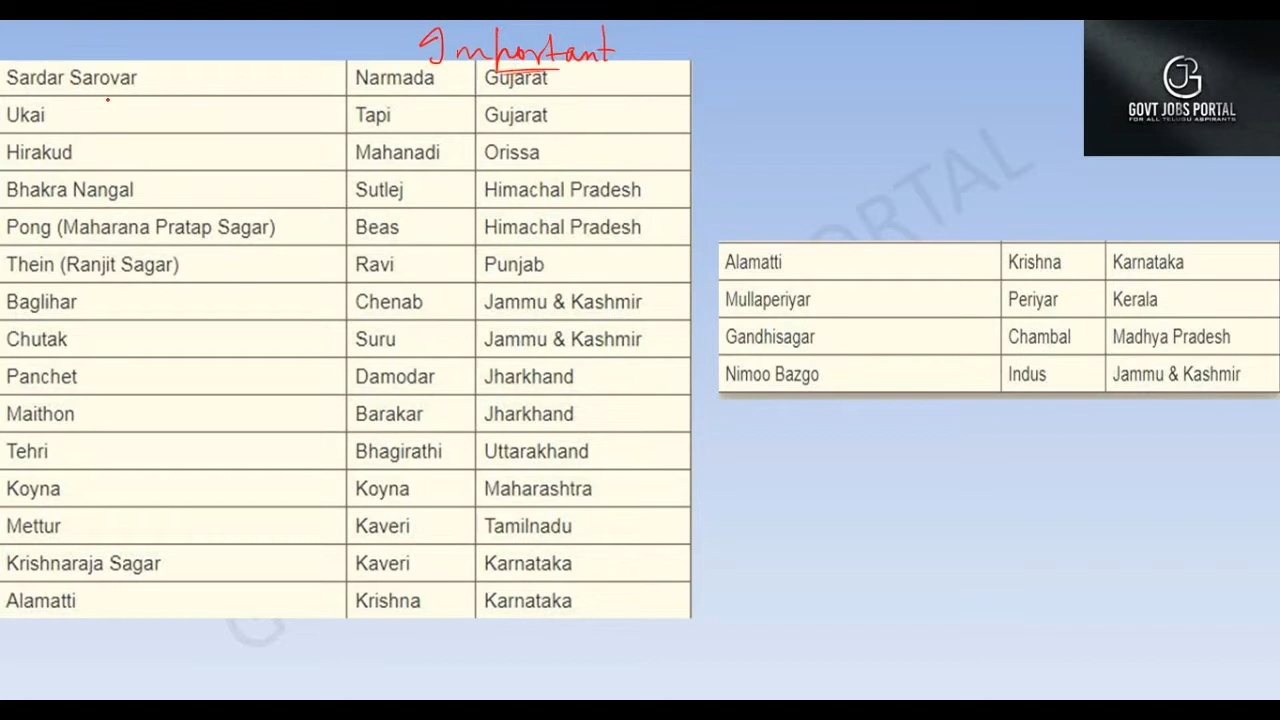 Important
Sardar Sarovar Narmada Gujarat
Ukai Tapi Gujarat
Hirakud Mahanadi Orissa
Bhakra Nangal Sutlej Himachal Pradesh
Pong (Maharana Pratap Sagar) Beas Himachal Pradesh
Thein (Ranjit Sagar) Ravi Punjab
Baglihar Chenab Jammu & Kashmir
Chutak Suru Jammu & Kashmir
Panchet Damodar Jharkhand
Maithon Barakar Jharkhand
Tehri Bhagirathi Uttarakhand
Koyna Koyna Maharashtra
Mettur Kaveri Tamilnadu
Krishnaraja Sagar Kaveri Karnataka
Alamatti Krishna Karnataka
GOVT JOBS PORTAL
FOR ALL TELUGU ASPIRANTS
Alamatti Krishna Karnataka
Mullaperiyar Periyar Kerala
Gandhisagar Chambal Madhya Pradesh
Nimoo Bazgo Indus Jammu & Kashmir